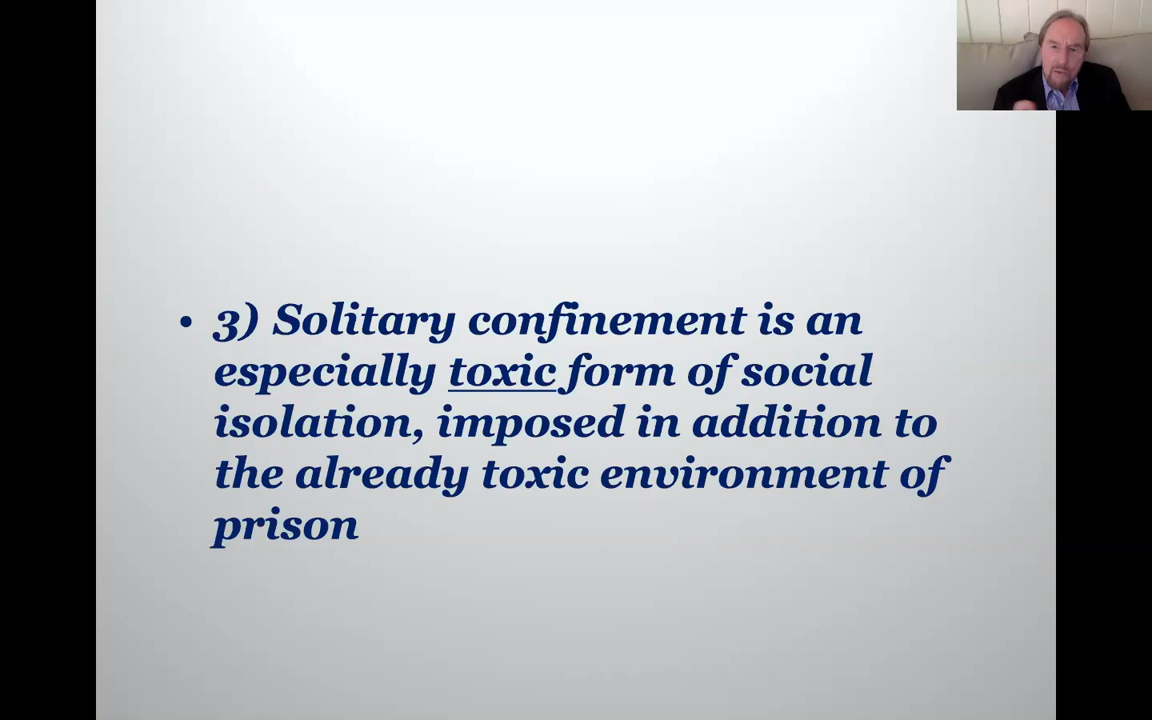 • 3) Solitary confinement is an
especially toxic form of social
isolation, imposed in addition to
the already toxic environment of
prison